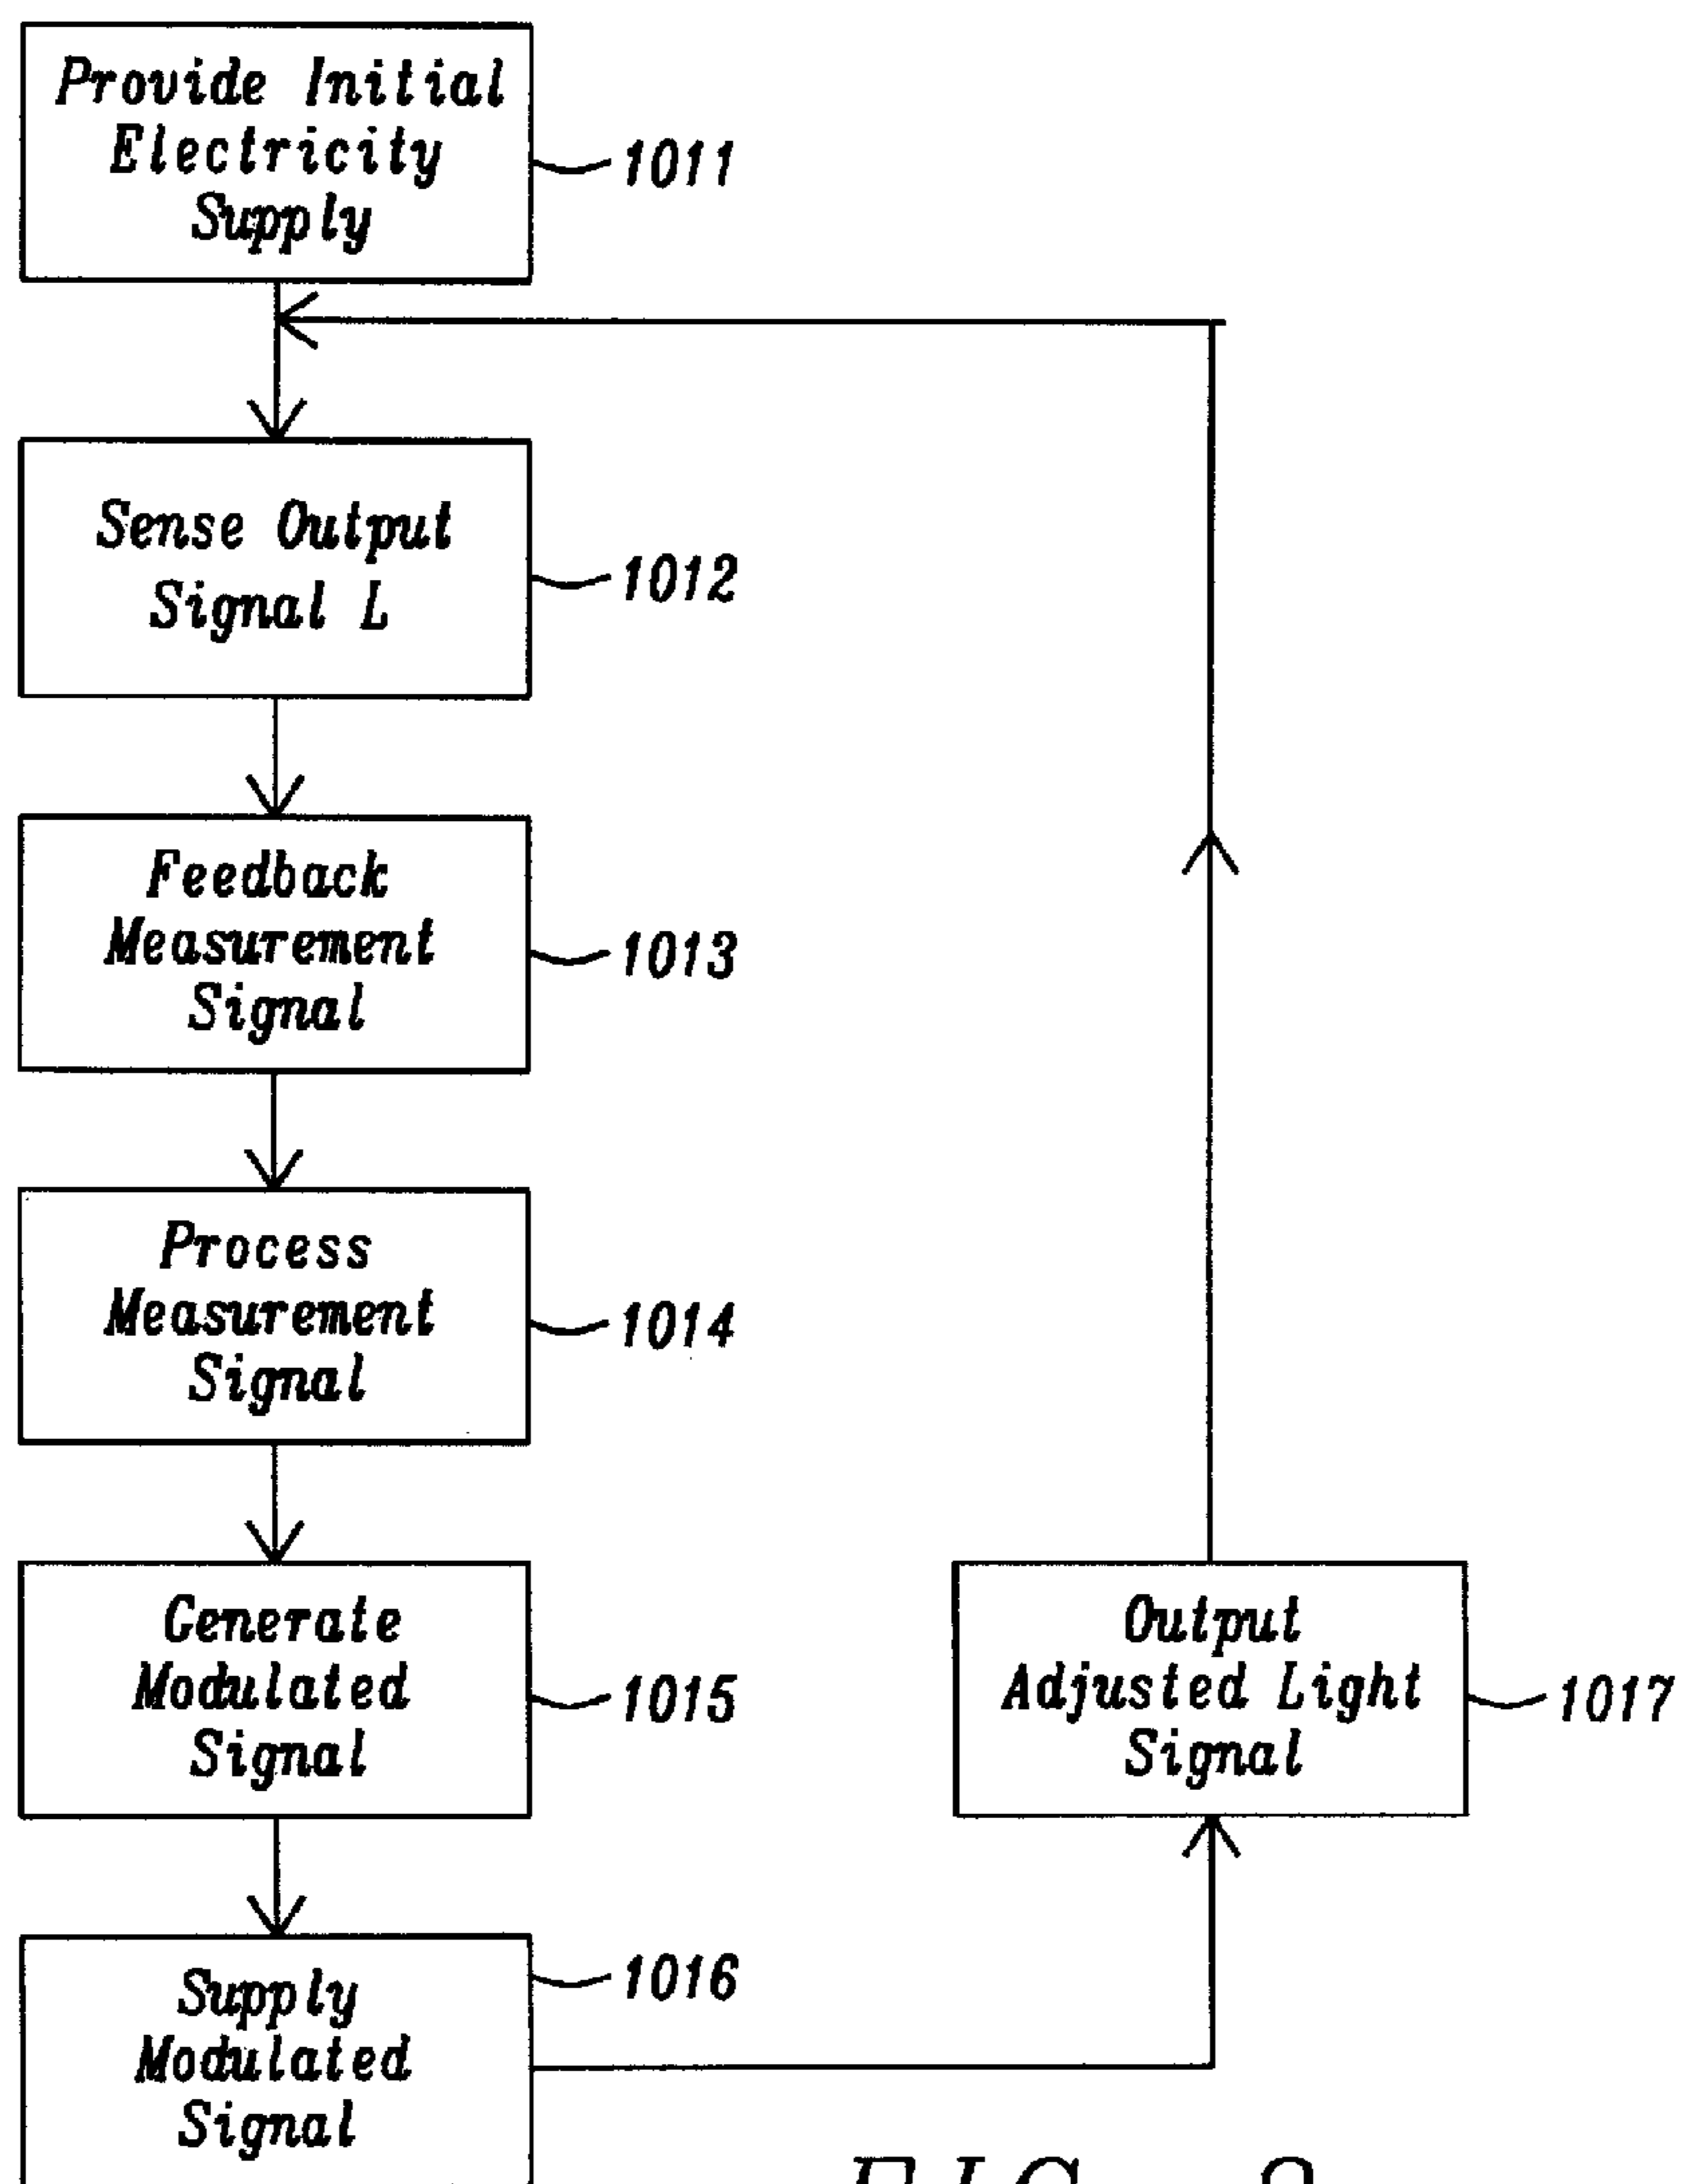 Provide Initial
Electricity
Supply
1011
Sense Output
Signal L
1012
Feedback
Measurement
Signal
1013
Process
Measurement
Signal
1014
Generate
Modulated
Signal
1015
Output
Adjusted Light
Signal
1017
Supply
Modulated
Signal
1016
FIG.